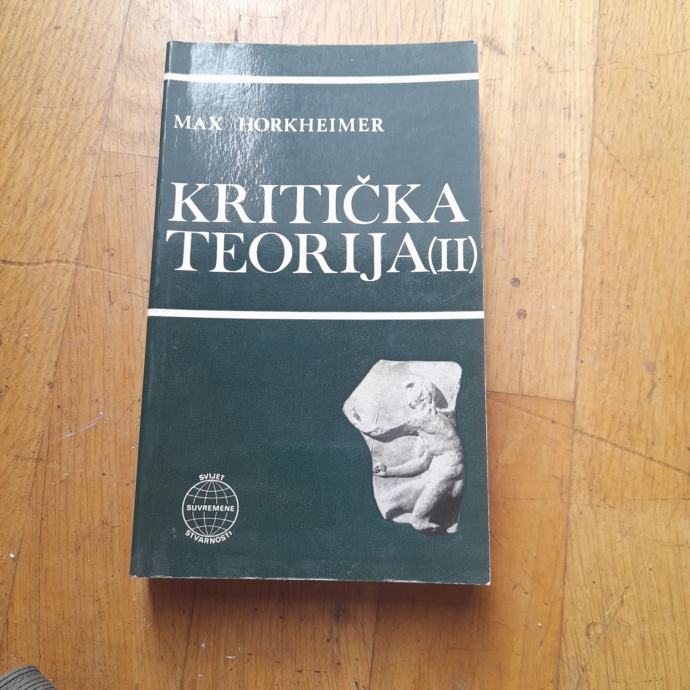 MAX HORKHEIMER
KRITIČKA
TEORIJA(II)
SVIJET
SUVREMENE
STVARNOSTI